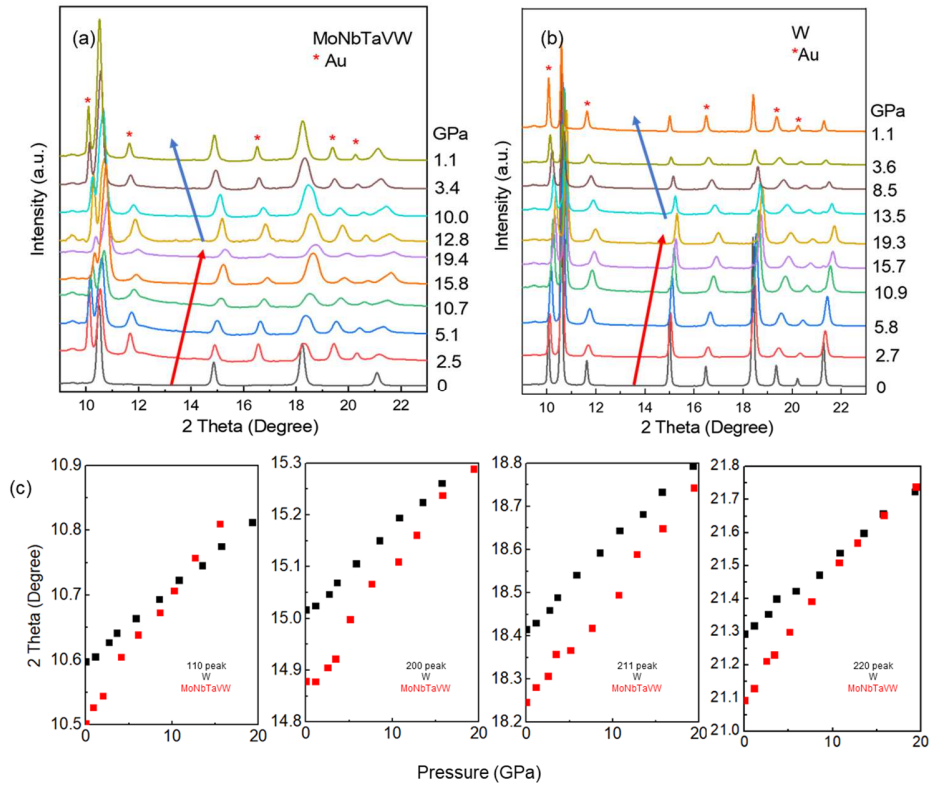 (a)
MoNbTaVW
* Au
GPa
1.1
3.4
10.0
12.8
19.4
15.8
10.7
5.1
2.5
0
Intensity (a.u.)
10 12 14 16 18 20 22
2 Theta (Degree)
(b)
W
*Au
GPa
1.1
3.6
8.5
13.5
19.3
15.7
10.9
5.8
2.7
0
Intensity (a.u.)
10 12 14 16 18 20 22
2 Theta (Degree)
(c)
2 Theta (Degree)
10.9
10.8
10.7
10.6
10.5
0 10 20
110 peak
W
MoNbTaVW
15.3
15.2
15.1
15.0
14.9
14.8
0 10 20
200 peak
W
MoNbTaVW
18.8
18.7
18.6
18.5
18.4
18.3
18.2
0 10 20
211 peak
W
MoNbTaVW
21.8
21.7
21.6
21.5
21.4
21.3
21.2
21.1
21.0
0 10 20
220 peak
W
MoNbTaVW
Pressure (GPa)